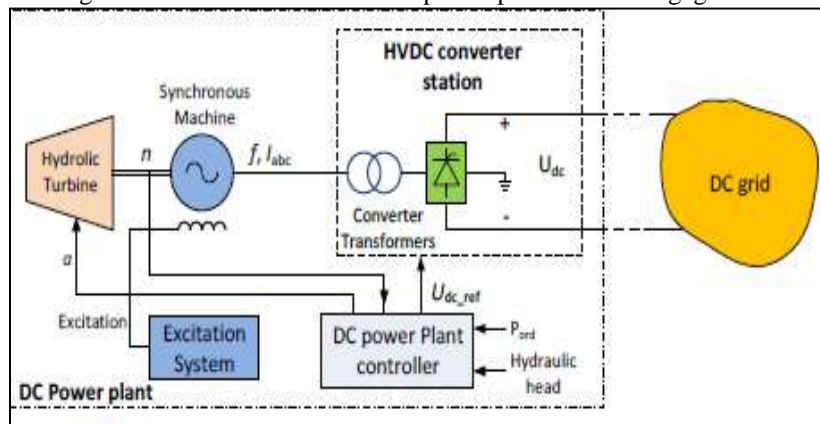 HVDC converter
station
Synchronous
Machine
Hydrolic
Turbine
n
f, Iabc
+
Udc
-
DC grid
Converter
Transformers
α
Udc_ref
Excitation
Excitation
System
DC power Plant
controller
Pord
Hydraulic
head
DC Power plant